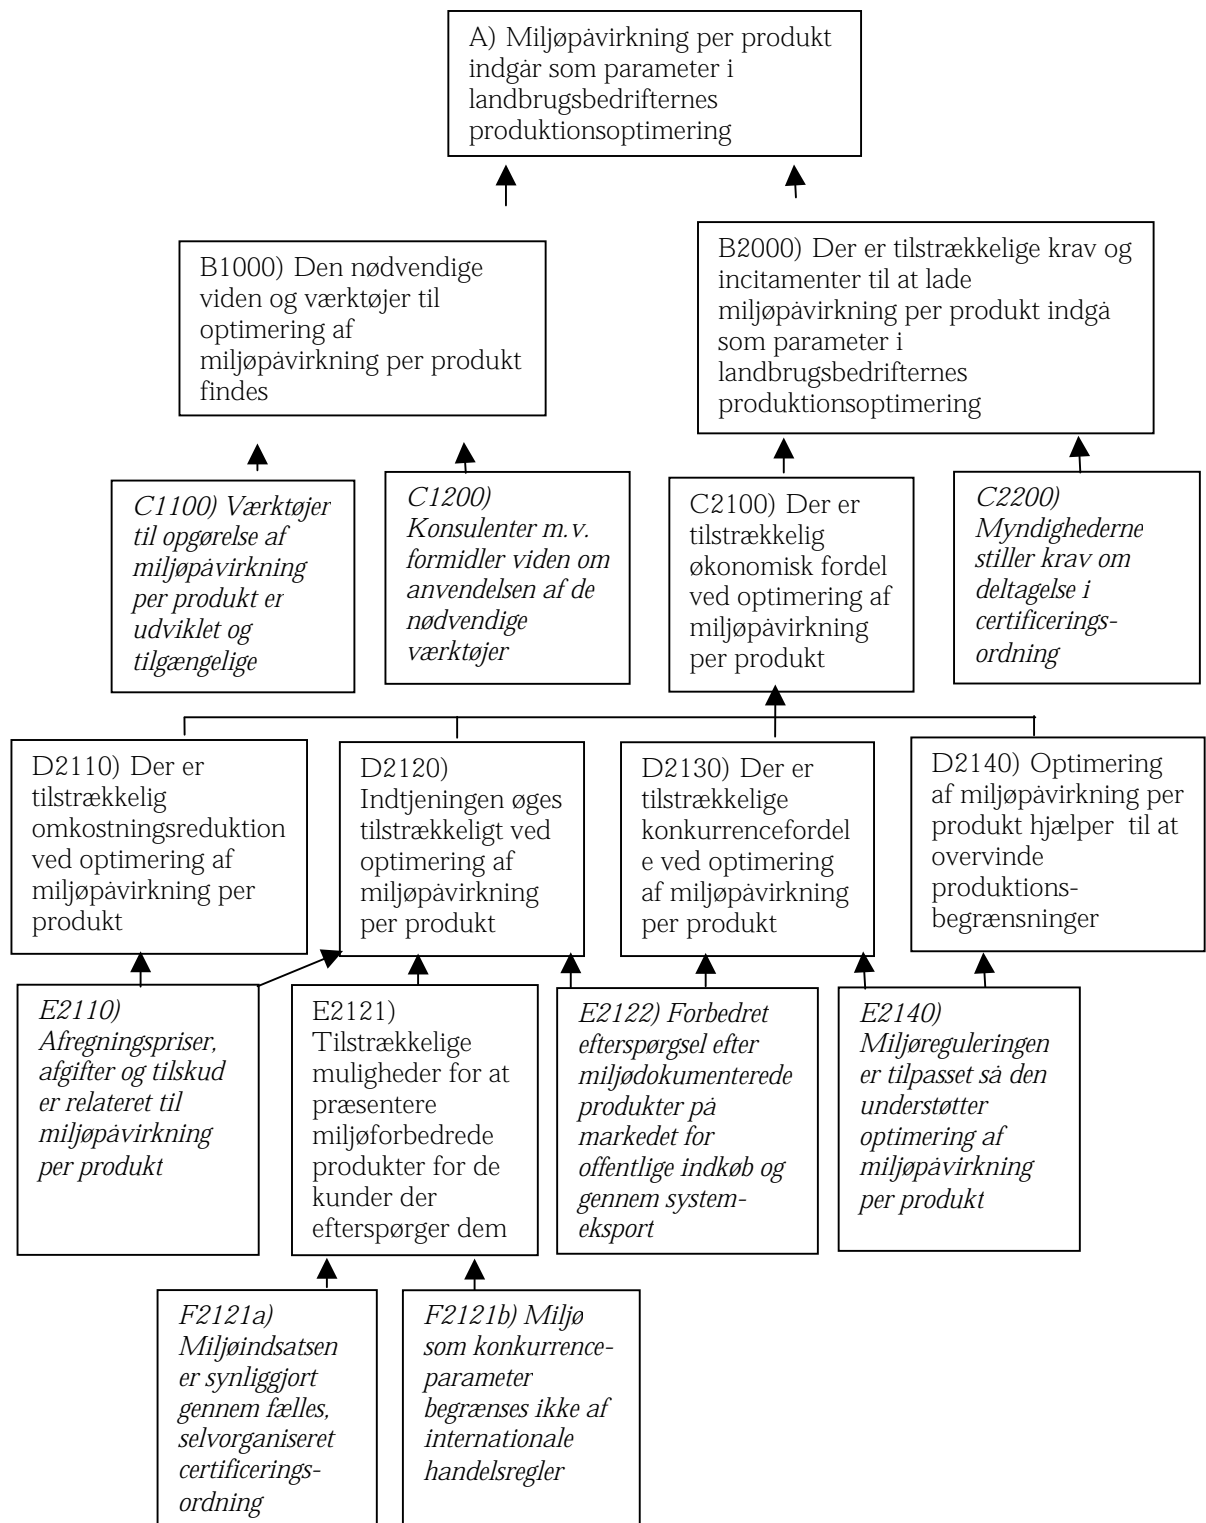 A) Miljøpåvirkning per produkt
indgår som parameter i
landbrugsbedrifternes
produktionsoptimering
B1000) Den nødvendige
viden og værktøjer til
optimering af
miljøpåvirkning per produkt
findes
B2000) Der er tilstrækkelige krav og
incitamenter til at lade
miljøpåvirkning per produkt indgå
som parameter i
landbrugsbedrifternes
produktionsoptimering
C1100) Værktøjer
til opgørelse af
miljøpåvirkning
per produkt er
udviklet og
tilgængelige
C1200)
Konsulenter m.v.
formidler viden om
anvendelsen af de
nødvendige
værktøjer
C2100) Der er
tilstrækkelig
økonomisk fordel
ved optimering af
miljøpåvirkning
per produkt
C2200)
Myndighederne
stiller krav om
deltagelse i
certificerings-
ordning
D2110) Der er
tilstrækkelig
omkostningsreduktion
ved optimering af
miljøpåvirkning per
produkt
D2120)
Indtjeningen øges
tilstrækkeligt ved
optimering af
miljøpåvirkning
per produkt
D2130) Der er
tilstrækkelige
konkurrencefordel
e ved optimering
af miljøpåvirkning
per produkt
D2140) Optimering
af miljøpåvirkning per
produkt hjælper til at
overvinde
produktions-
begrænsninger
E2110)
Afregningspriser,
afgifter og tilskud
er relateret til
miljøpåvirkning
per produkt
E2121)
Tilstrækkelige
muligheder for at
præsentere
miljøforbedrede
produkter for de
kunder der
efterspørger dem
E2122) Forbedret
efterspørgsel efter
miljødokumenterede
produkter på
markedet for
offentlige indkøb og
gennem system-
eksport
E2140)
Miljøreguleringen
er tilpasset så den
understøtter
optimering af
miljøpåvirkning
per produkt
F2121a)
Miljøindsatsen
er synliggjort
gennem fælles,
selvorganiseret
certificerings-
ordning
F2121b) Miljø
som konkurrence-
parameter
begrænses ikke af
internationale
handelsregler